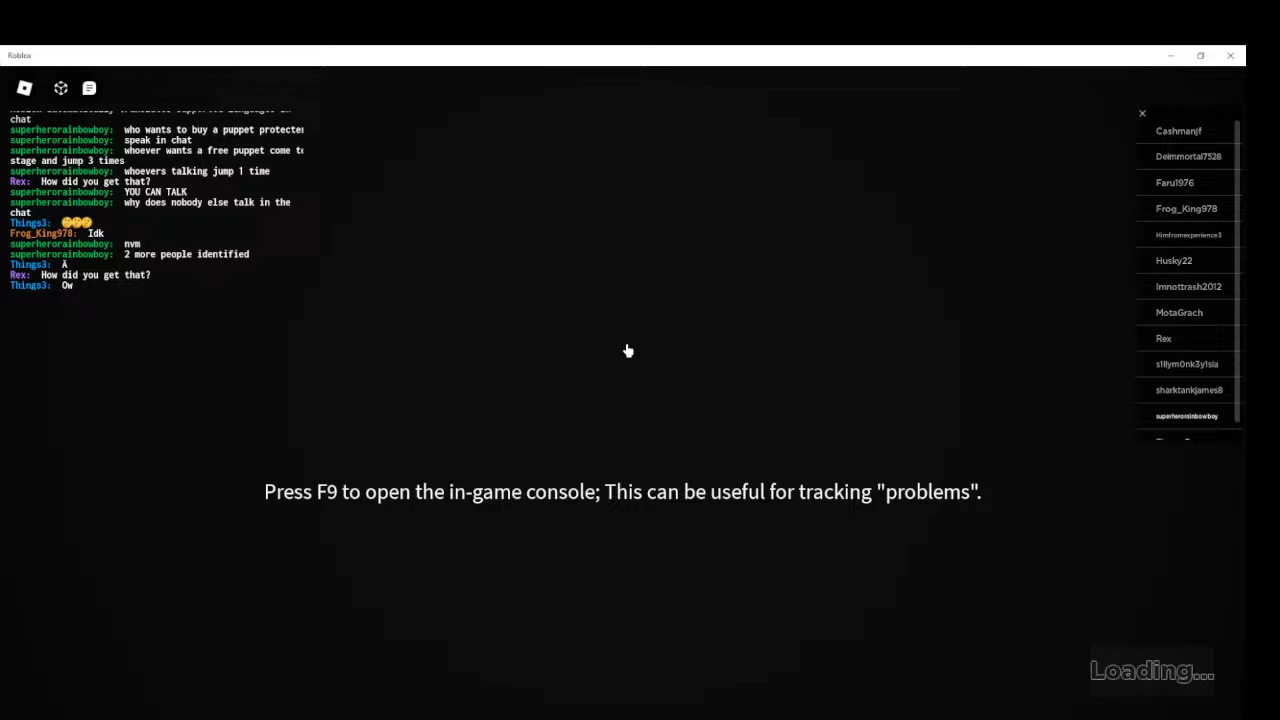 Roblox
chat
superherorainbowboy: who wants to buy a puppet protecter
superherorainbowboy: speak in chat
superherorainbowboy: whoever wants a free puppet come to
stage and jump 3 times
superherorainbowboy: whoevers talking jump 1 time
Rex: How did you get that?
superherorainbowboy: YOU CAN TALK
superherorainbowboy: why does nobody else talk in the
chat
Things3: 🤔🤔🤔
Frog_King978: Idk
superherorainbowboy: nvm
superherorainbowboy: 2 more people identified
Things3: A
Rex: How did you get that?
Things3: Ow
Cashmanjf
Deimmortal7528
Faru1976
Frog_King978
Himfromexperience3
Husky22
Imnottrash2012
MotaGrach
Rex
s1llym0nk3y1sla
sharktankjames8
superherorainbowboy
Press F9 to open the in-game console; This can be useful for tracking "problems".
Loading...